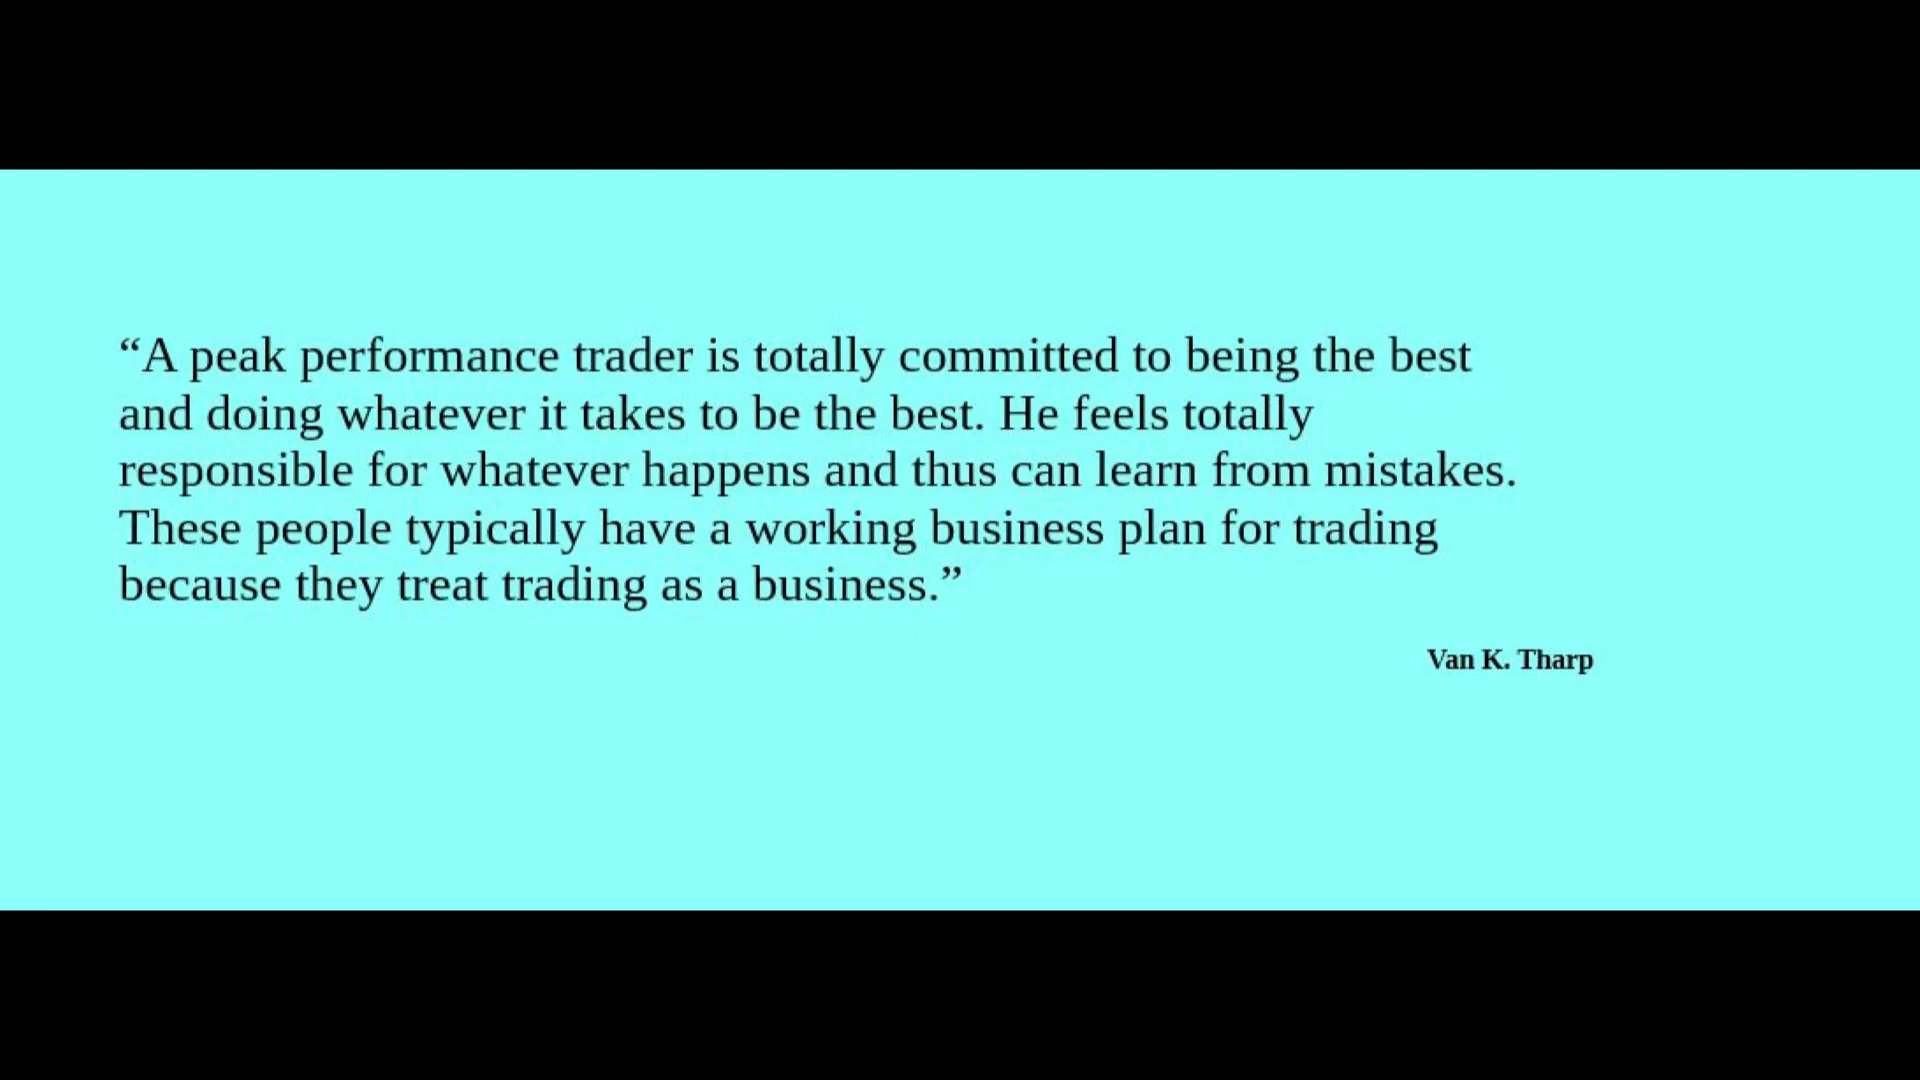 “A peak performance trader is totally committed to being the best
and doing whatever it takes to be the best. He feels totally
responsible for whatever happens and thus can learn from mistakes.
These people typically have a working business plan for trading
because they treat trading as a business.”
Van K. Tharp